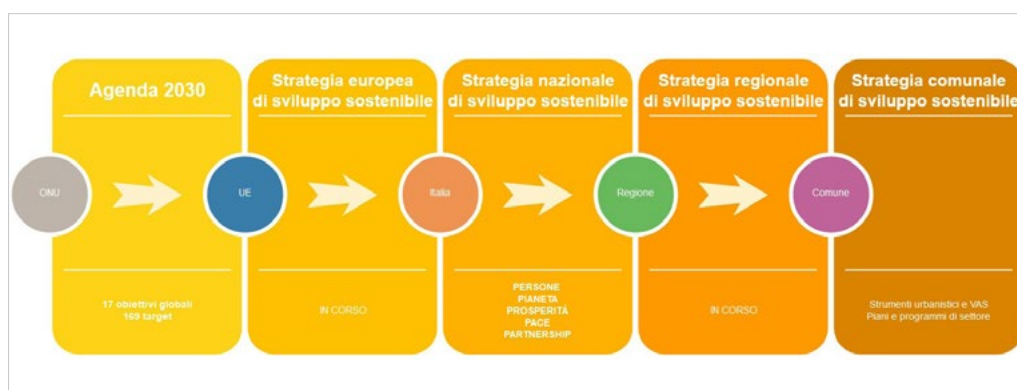 Agenda 2030
Strategia europea
di sviluppo sostenibile
Strategia nazionale
di sviluppo sostenibile
Strategia regionale
di sviluppo sostenibile
Strategia comunale
di sviluppo sostenibile
ONU
UE
Italia
Regione
Comune
17 obiettivi globali
169 target
IN CORSO
PERSONE
PIANETA
PROSPERITÀ
PACE
PARTNERSHIP
IN CORSO
Strumenti urbanistici e VAS
Piani e programmi di settore